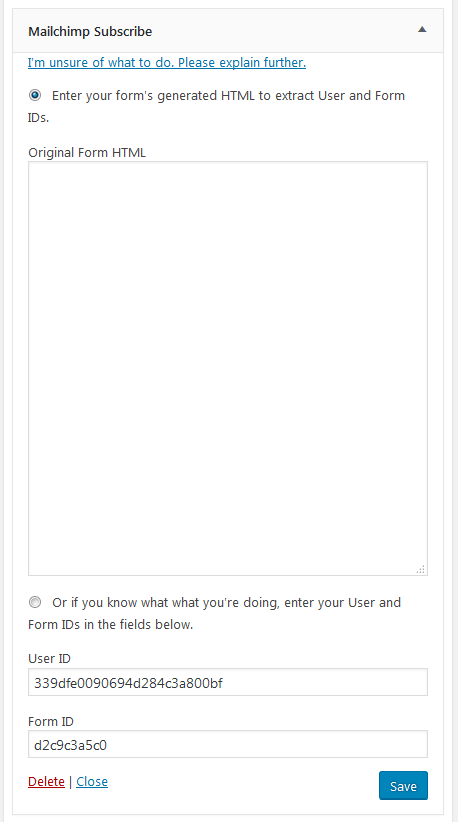 Mailchimp Subscribe
I'm unsure of what to do. Please explain further.
Enter your form's generated HTML to extract User and Form
IDs.
Original Form HTML
Or if you know what what you're doing, enter your User and
Form IDs in the fields below.
User ID
339dfe0090694d284c3a800bf
Form ID
d2c9c3a5c0
Delete | Close
Save